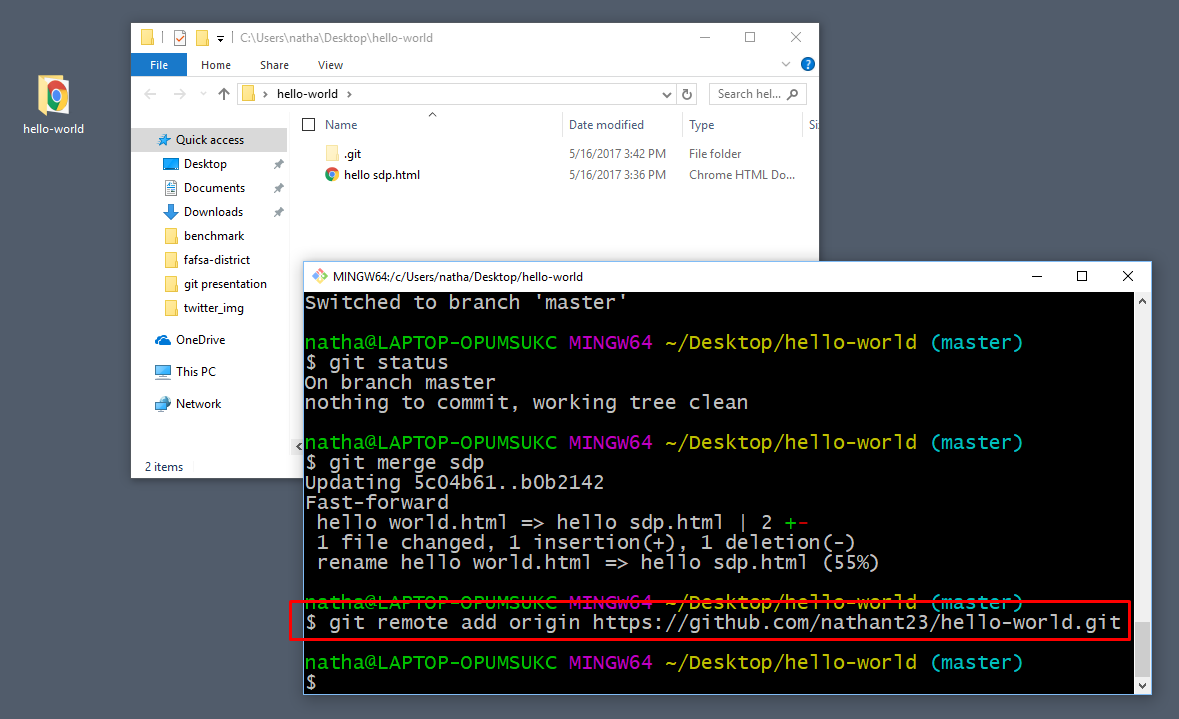 hello-world
C:\Users\natha\Desktop\hello-world
File Home Share View
hello-world
Search hel...
Name Date modified Type Si
.git 5/16/2017 3:42 PM File folder
hello sdp.html 5/16/2017 3:36 PM Chrome HTML Do...
Quick access
Desktop
Documents
Downloads
benchmark
fafsa-district
git presentation
twitter_img
OneDrive
This PC
Network
2 items
MINGW64:/c/Users/natha/Desktop/hello-world
Switched to branch 'master'
natha@LAPTOP-OPUMSUKC MINGW64 ~/Desktop/hello-world (master)
$ git status
On branch master
nothing to commit, working tree clean
natha@LAPTOP-OPUMSUKC MINGW64 ~/Desktop/hello-world (master)
$ git merge sdp
Updating 5c04b61..b0b2142
Fast-forward
hello world.html => hello sdp.html | 2 +-
1 file changed, 1 insertion(+), 1 deletion(-)
rename hello world.html => hello sdp.html (55%)
natha@LAPTOP-OPUMSUKC MINGW64 ~/Desktop/hello-world (master)
$ git remote add origin https://github.com/nathant23/hello-world.git
natha@LAPTOP-OPUMSUKC MINGW64 ~/Desktop/hello-world (master)
$